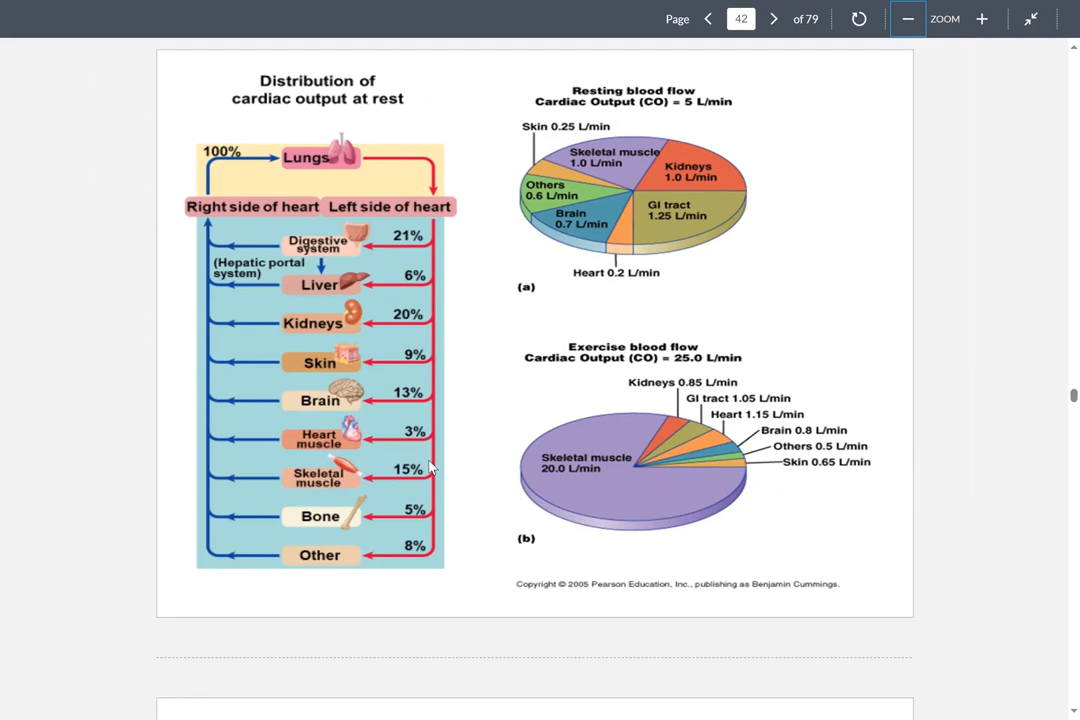 Page 42 of 79 ZOOM
Distribution of
cardiac output at rest
100%
Lungs
Right side of heart Left side of heart
Digestive
system
21%
(Hepatic portal
system)
Liver
6%
Kidneys
20%
Skin
9%
Brain
13%
Heart
muscle
3%
Skeletal
muscle
15%
Bone
5%
Other
8%
Resting blood flow
Cardiac Output (CO) = 5 L/min
Skin 0.25 L/min
Skeletal muscle
1.0 L/min
Kidneys
1.0 L/min
Others
0.6 L/min
GI tract
1.25 L/min
Brain
0.7 L/min
Heart 0.2 L/min
(a)
Exercise blood flow
Cardiac Output (CO) = 25.0 L/min
Kidneys 0.85 L/min
GI tract 1.05 L/min
Heart 1.15 L/min
Brain 0.8 L/min
Others 0.5 L/min
Skin 0.65 L/min
Skeletal muscle
20.0 L/min
(b)
Copyright © 2005 Pearson Education, Inc., publishing as Benjamin Cummings.